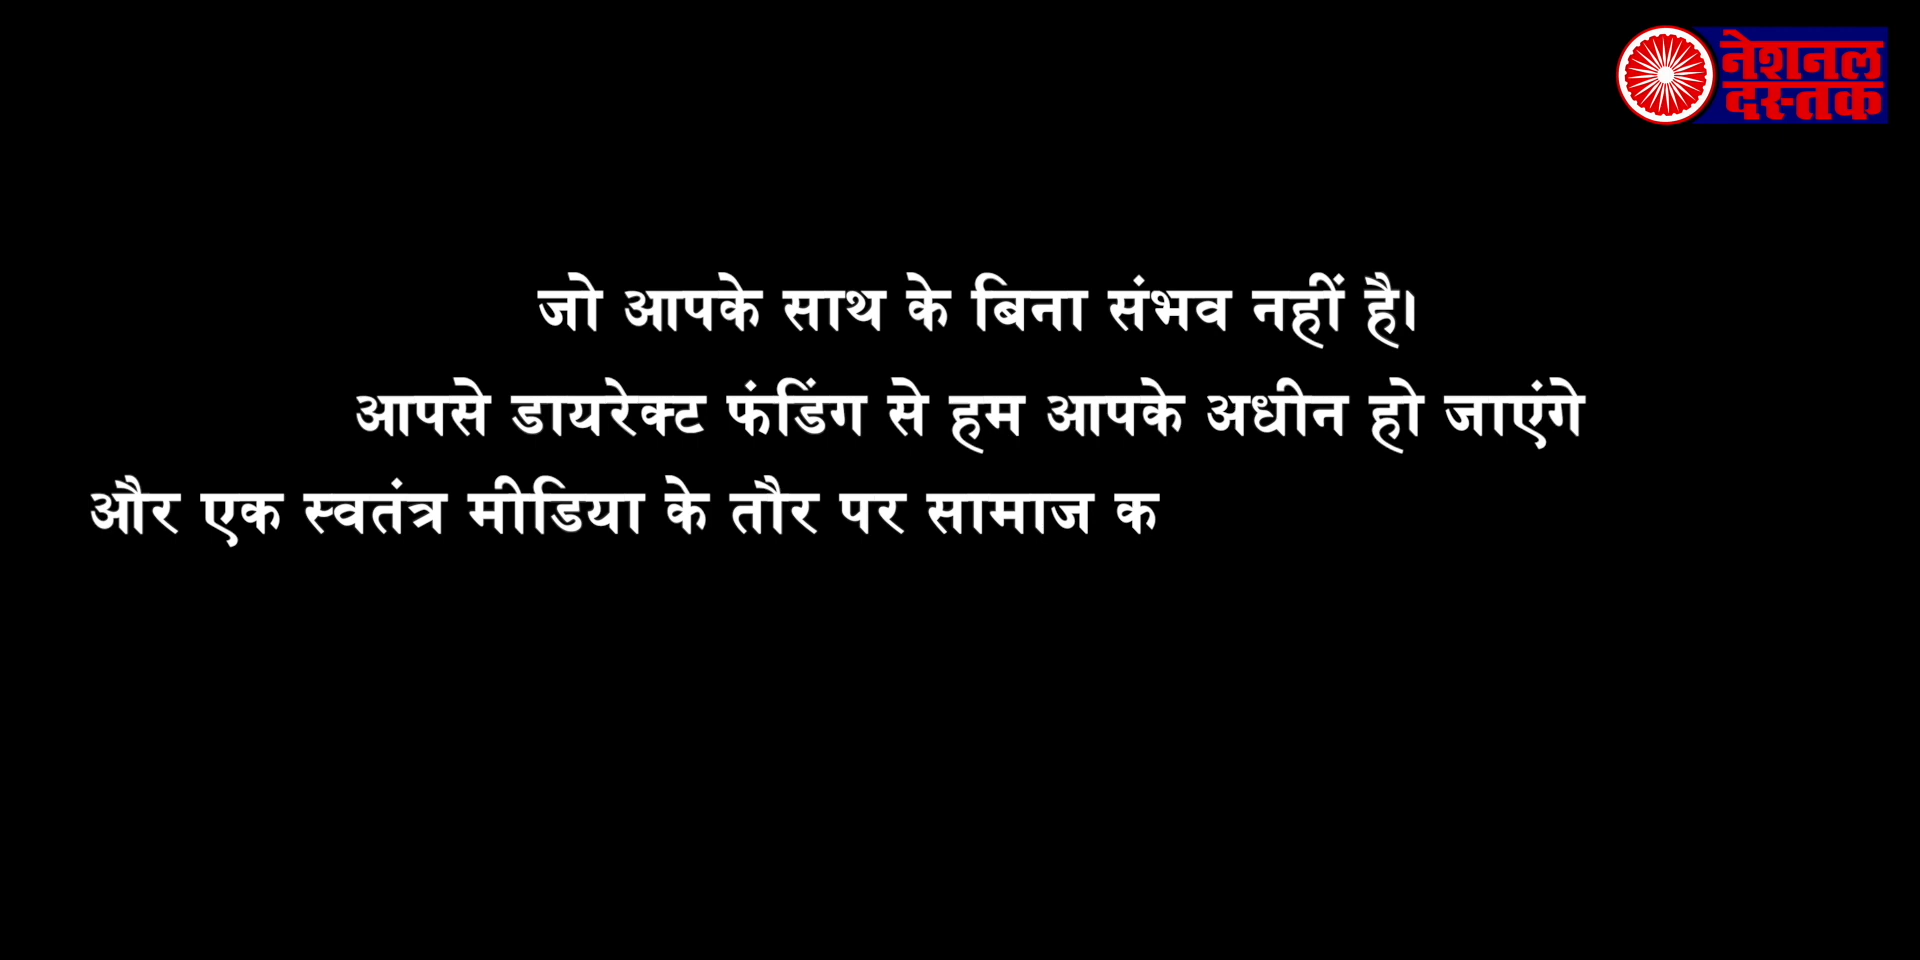 नेशनल
दस्तक
जो आपके साथ के बिना संभव नहीं है।
आपसे डायरेक्ट फंडिंग से हम आपके अधीन हो जाएंगे
और एक स्वतंत्र मीडिया के तौर पर सामाज क